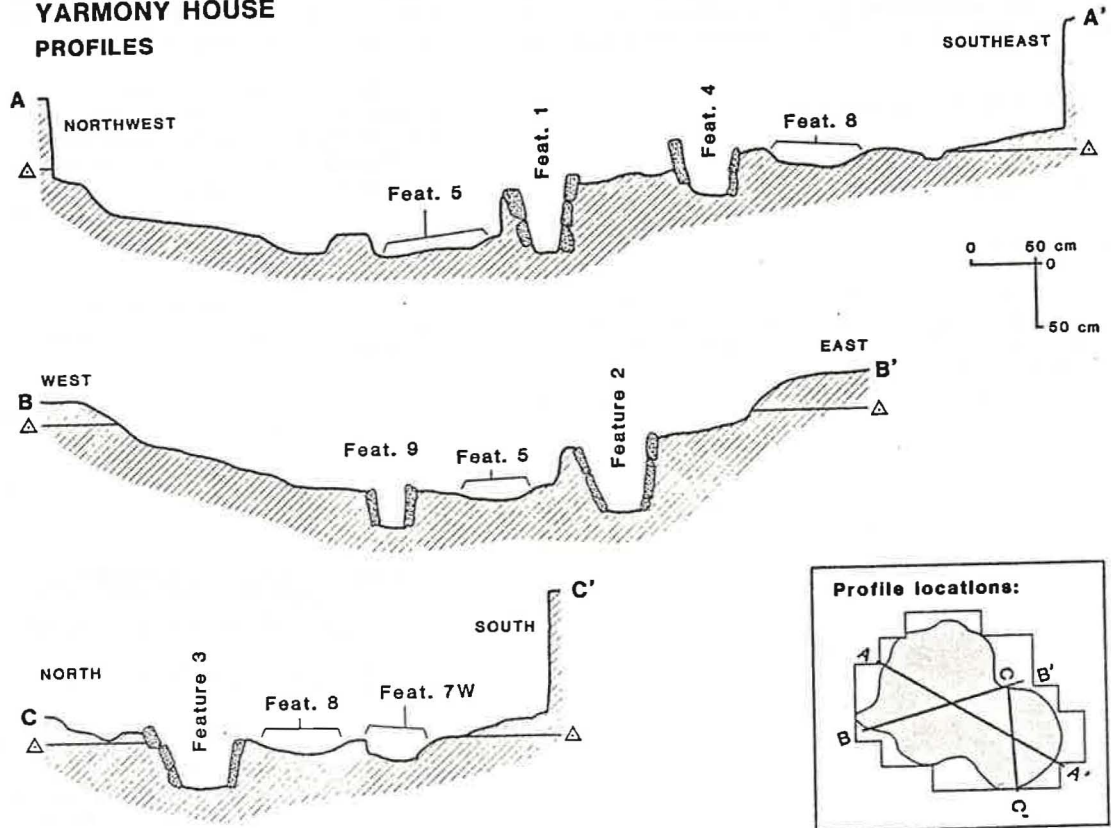 YARMONY HOUSE
PROFILES
A
NORTHWEST
Feat. 5
Feat. 1
Feat. 4
Feat. 8
SOUTHEAST
A'
0 50 cm
0
50 cm
B
WEST
Feat. 9
Feat. 5
Feature 2
EAST
B'
C
NORTH
Feature 3
Feat. 8
Feat. 7W
SOUTH
C'
Profile locations:
A
C
B'
B
A'
C'